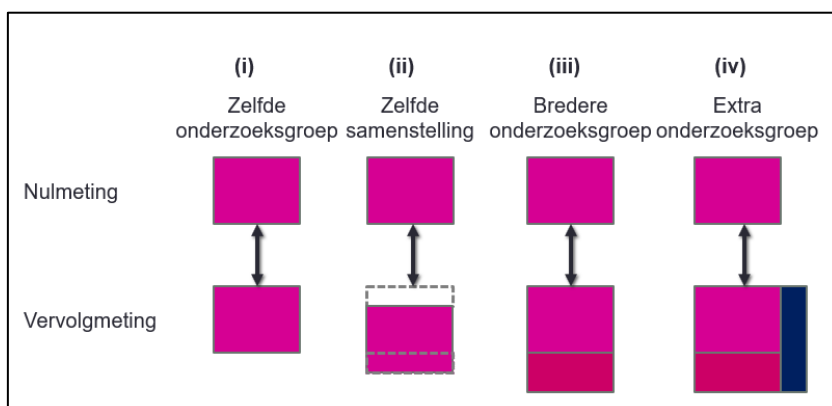 (i) (ii) (iii) (iv)
Zelfde Zelfde Bredere Extra
onderzoeksgroep samenstelling onderzoeksgroep onderzoeksgroep
Nulmeting
Vervolgmeting